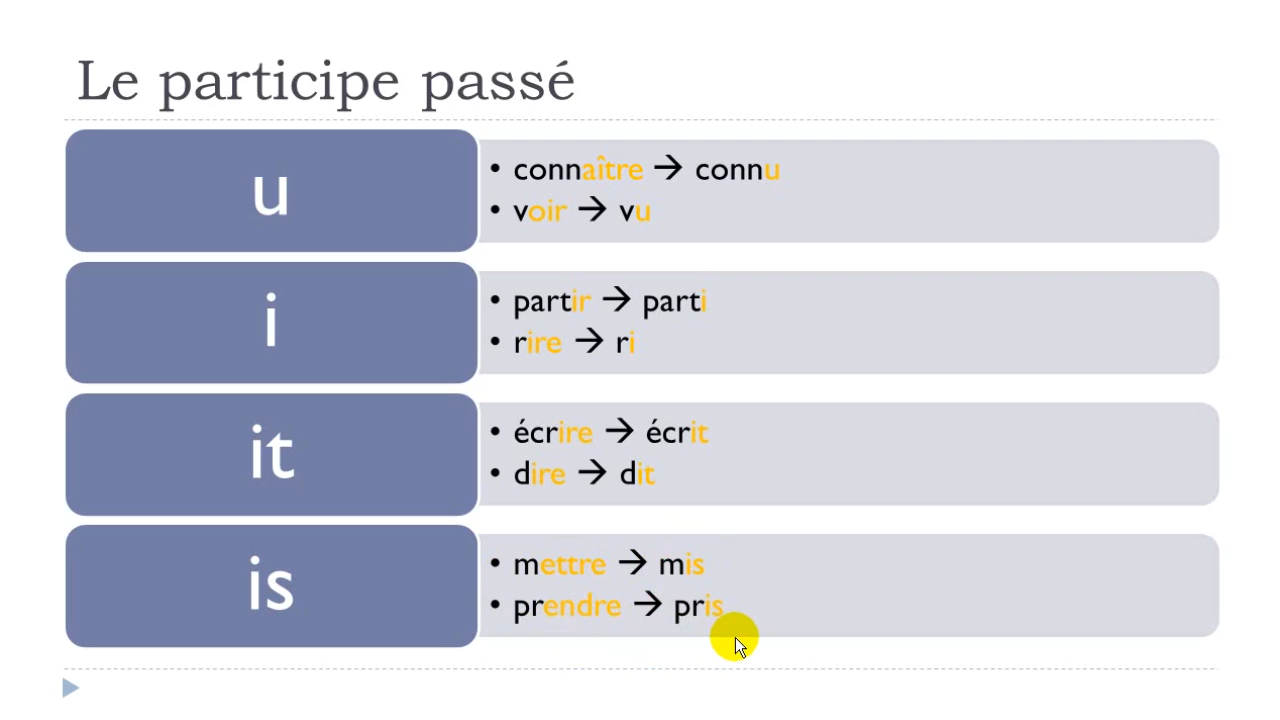 Le participe passé
u
• connaître → connu
• voir → vu
i
• partir → parti
• rire → ri
it
• écrire → écrit
• dire → dit
is
• mettre → mis
• prendre → pris